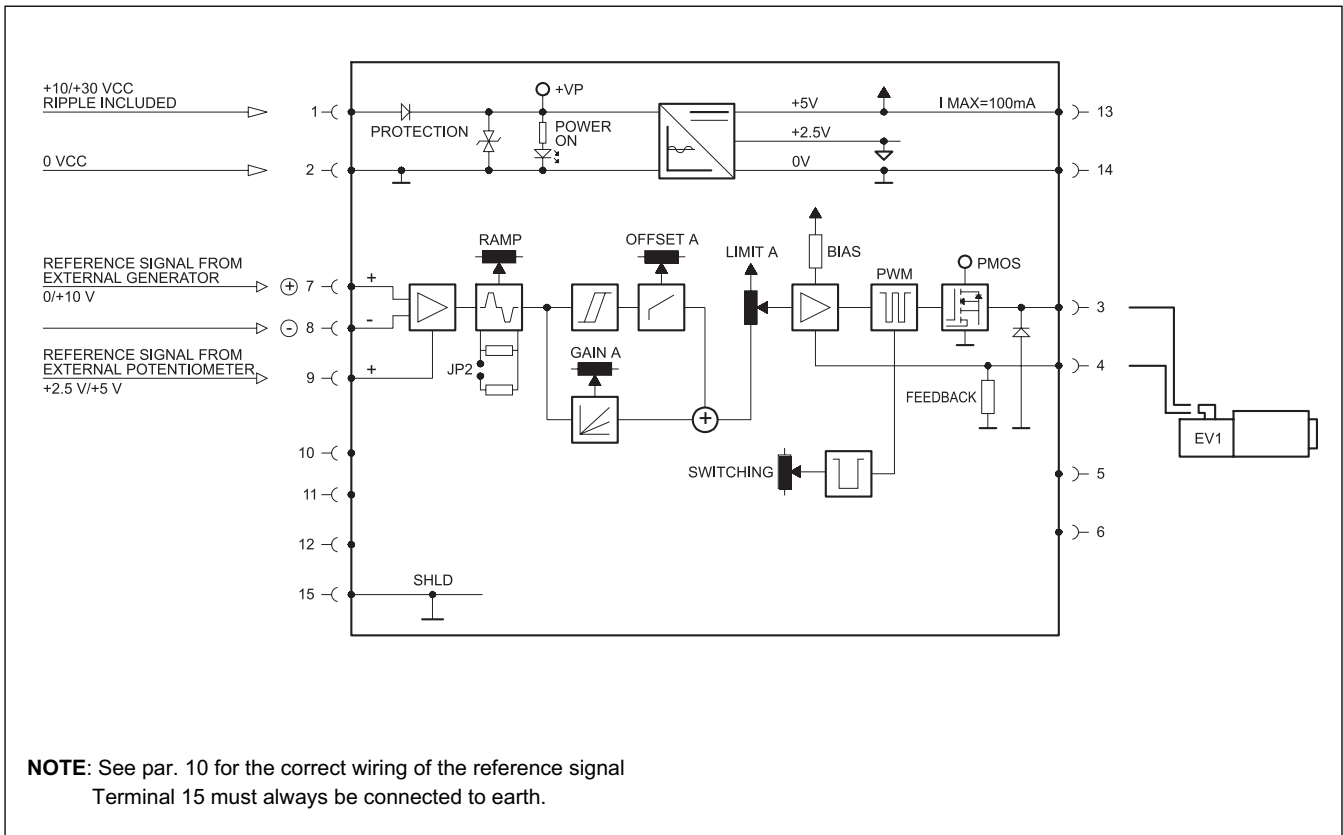 +10/+30 VCC
RIPPLE INCLUDED
1
PROTECTION
+VP
POWER
ON
+5V
I MAX=100mA
13
+2.5V
0 VCC
2
0V
14
RAMP
OFFSET A
LIMIT A
BIAS
PWM
PMOS
REFERENCE SIGNAL FROM
EXTERNAL GENERATOR
0/+10 V
+ 7
+
3
- 8
-
REFERENCE SIGNAL FROM
EXTERNAL POTENTIOMETER
+2.5 V/+5 V
9
+
JP2
GAIN A
+
FEEDBACK
4
EV1
10
SWITCHING
5
11
6
12
SHLD
15
NOTE: See par. 10 for the correct wiring of the reference signal
Terminal 15 must always be connected to earth.